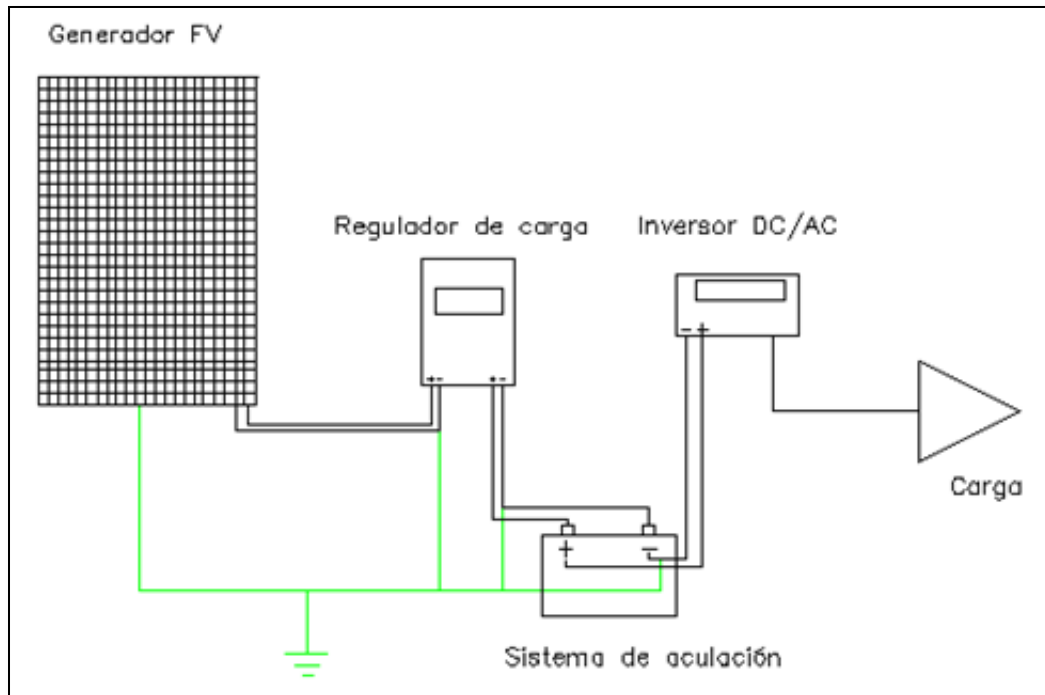 Generador FV
Regulador de carga
Inversor DC/AC
+-
+-
-+
Carga
+ -
Sistema de aculación